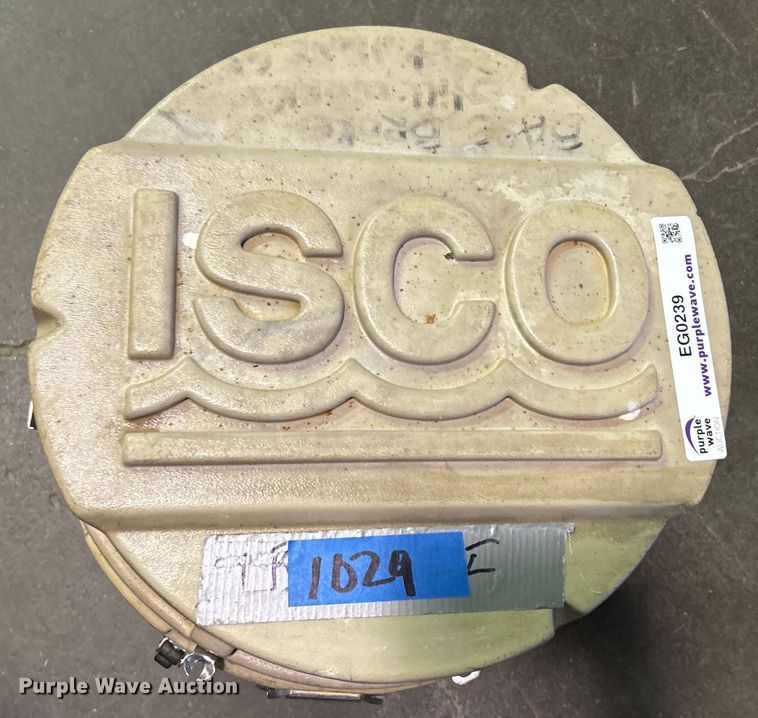 ISCO
EG0239
www.purplewave.com
purple
wave
AUCTION
1029
I
Purple Wave Auction